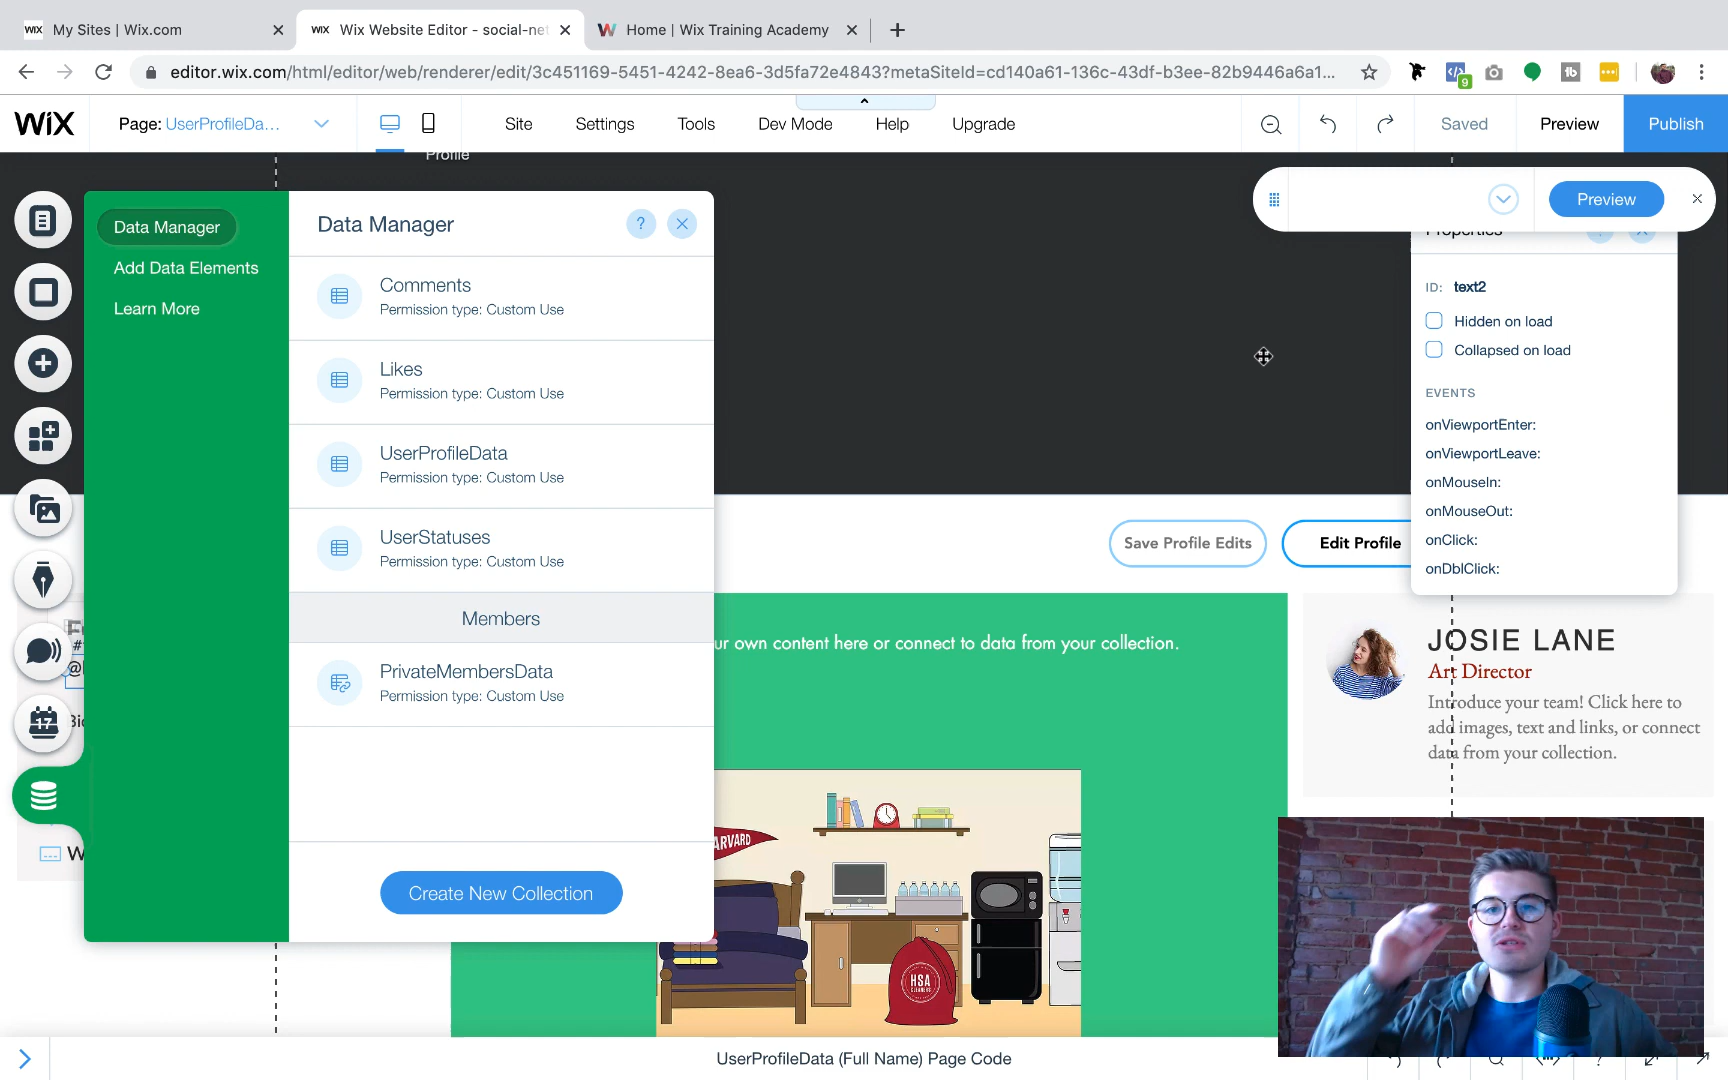 WiX My Sites | Wix.com
WiX Wix Website Editor - social-net
W Home | Wix Training Academy
editor.wix.com/html/editor/web/renderer/edit/3c451169-5451-4242-8ea6-3d5fa72e4843?metaSiteId=cd140a61-136c-43df-b3ee-82b9446a6a1...
9
WiX
Page: UserProfileDa...
Site
Settings
Tools
Dev Mode
Help
Upgrade
Saved
Preview
Publish
Profile
Preview
Data Manager
Add Data Elements
Learn More
Data Manager
?
Comments
Permission type: Custom Use
Likes
Permission type: Custom Use
UserProfileData
Permission type: Custom Use
UserStatuses
Permission type: Custom Use
Members
PrivateMembersData
Permission type: Custom Use
Create New Collection
17
Properties
ID: text2
Hidden on load
Collapsed on load
EVENTS
onViewportEnter:
onViewportLeave:
onMouseIn:
onMouseOut:
onClick:
onDblClick:
Save Profile Edits
Edit Profile
ur own content here or connect to data from your collection.
JOSIE LANE
Art Director
Introduce your team! Click here to
add images, text and links, or connect
data from your collection.
HARVARD
HSA
CLEANERS
UserProfileData (Full Name) Page Code